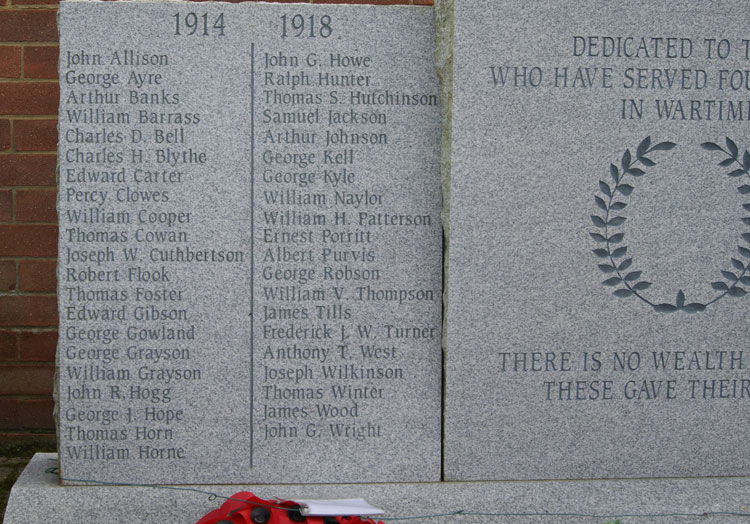 1914 1918
John Allison
George Ayre
Arthur Banks
William Barrass
Charles D. Bell
Charles H. Blythe
Edward Carter
Percy Clowes
William Cooper
Thomas Cowan
Joseph W. Cuthbertson
Robert Flook
Thomas Foster
Edward Gibson
George Gowland
George Grayson
William Grayson
John R. Hogg
George J. Hope
Thomas Horn
William Horne
John G. Howe
Ralph Hunter
Thomas S. Hutchinson
Samuel Jackson
Arthur Johnson
George Kell
George Kyle
William Naylor
William H. Patterson
Ernest Porritt
Albert Purvis
George Robson
William V. Thompson
James Tills
Frederick J. W. Turner
Anthony T. West
Joseph Wilkinson
Thomas Winter
James Wood
John G. Wright
DEDICATED TO
WHO HAVE SERVED
IN
THERE IS NO WEALTH
THESE GAVE THEIR